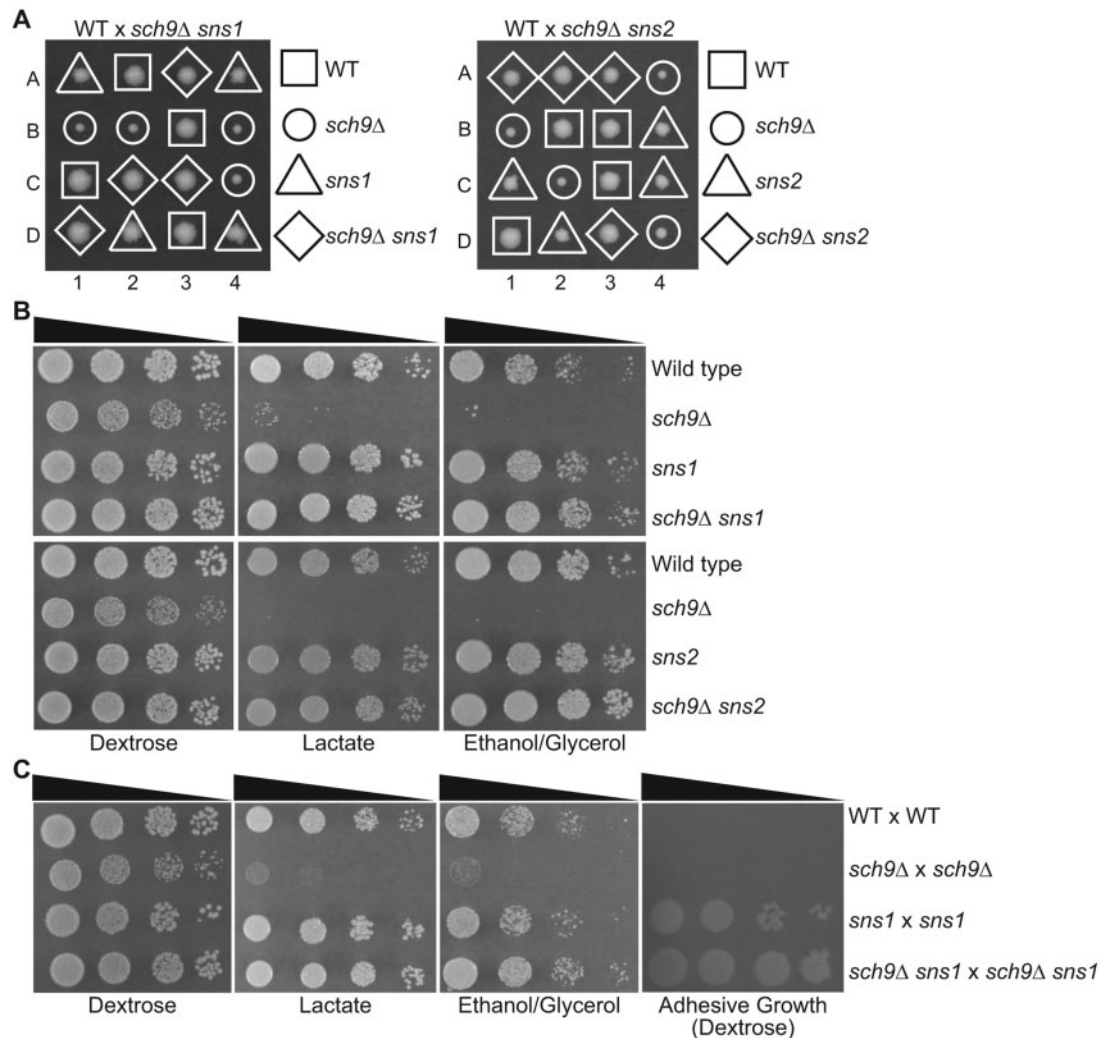 A
WT x sch9Δ sns1
WT x sch9Δ sns2
A
B
C
D
1 2 3 4
WT
sch9Δ
sns1
sch9Δ sns1
A
B
C
D
1 2 3 4
WT
sch9Δ
sns2
sch9Δ sns2
B
Wild type
sch9Δ
sns1
sch9Δ sns1
Wild type
sch9Δ
sns2
sch9Δ sns2
Dextrose Lactate Ethanol/Glycerol
C
WT x WT
sch9Δ x sch9Δ
sns1 x sns1
sch9Δ sns1 x sch9Δ sns1
Dextrose Lactate Ethanol/Glycerol Adhesive Growth
(Dextrose)